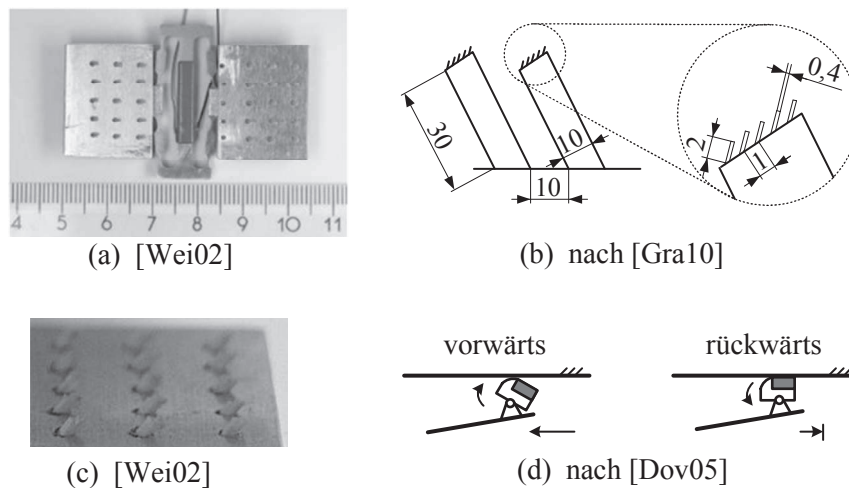 4 5 6 7 8 9 10 11
(a) [Wei02]
30
10
10
2
1
0,4
(b) nach [Gra10]
(c) [Wei02]
vorwärts
rückwärts
(d) nach [Dov05]